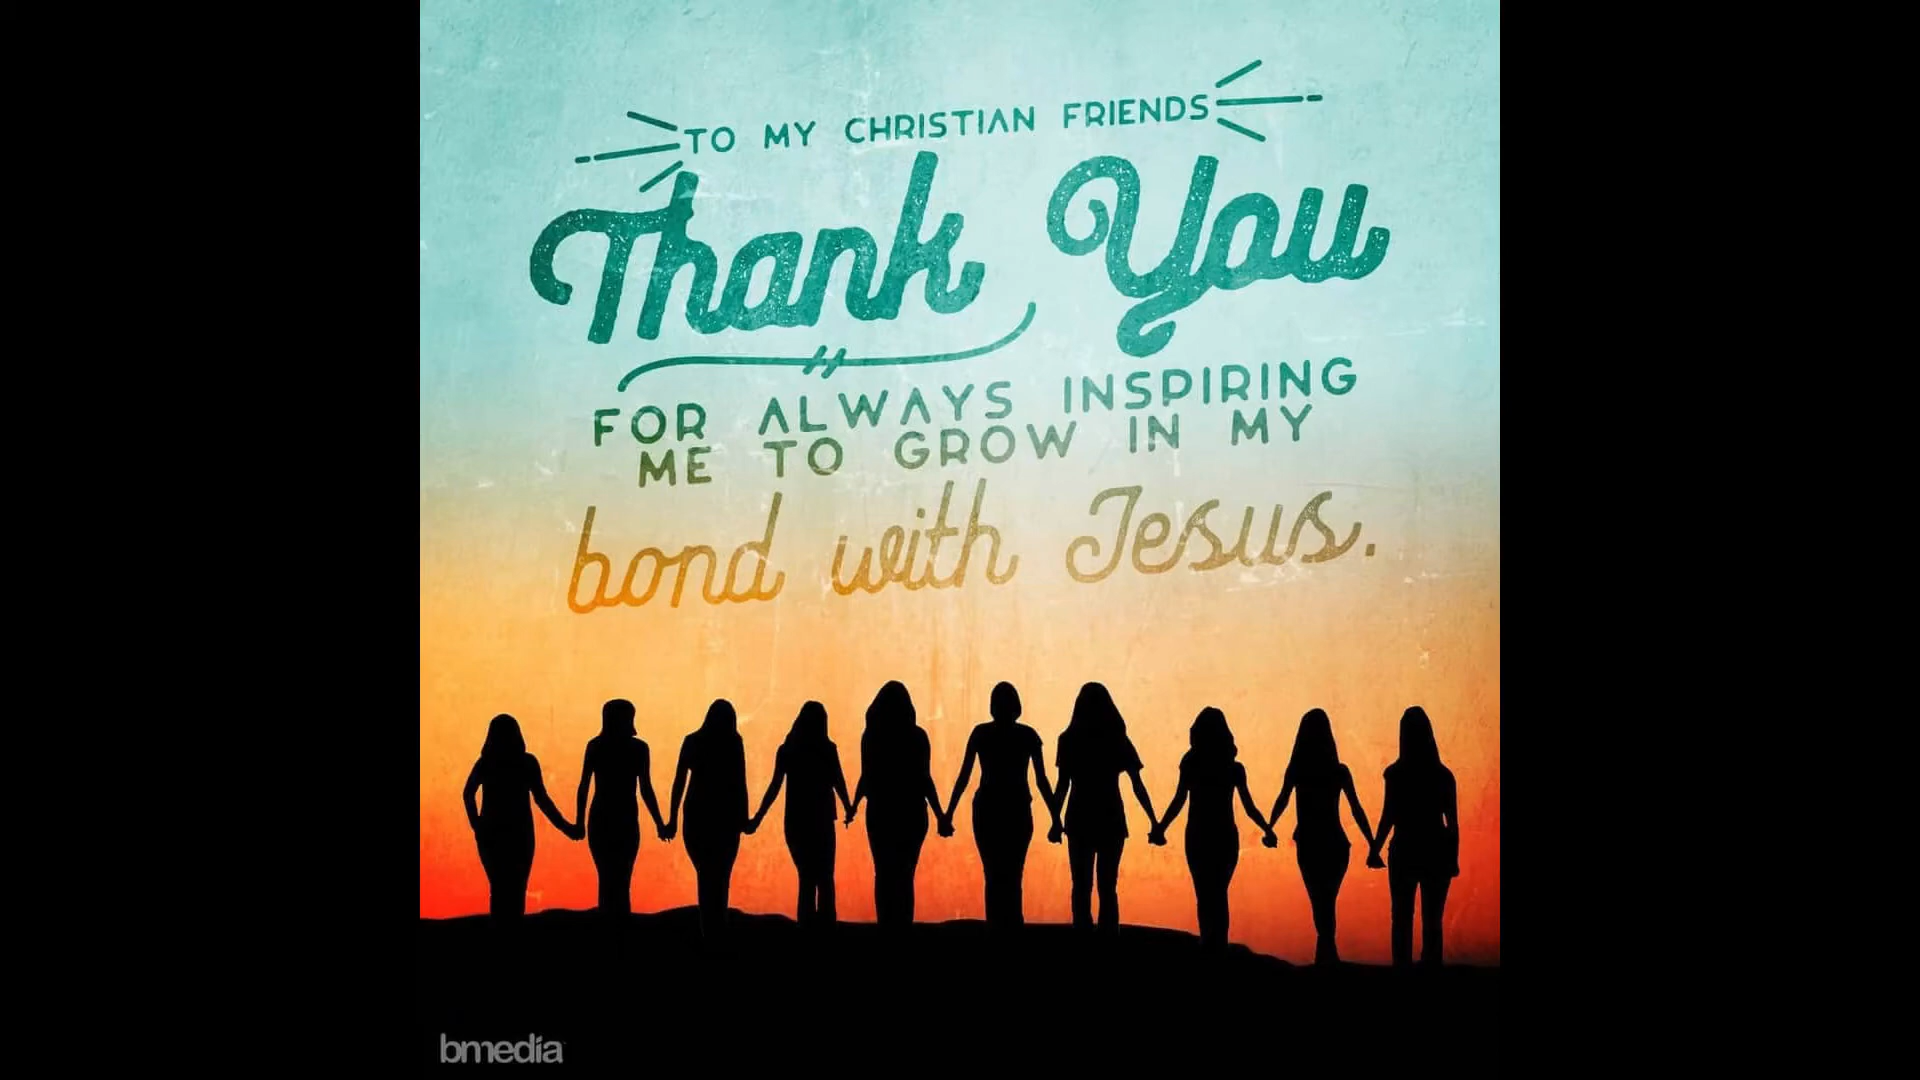 TO MY CHRISTIAN FRIENDS
Thank You
FOR ALWAYS INSPIRING
ME TO GROW IN MY
bond with Jesus.
bmedia